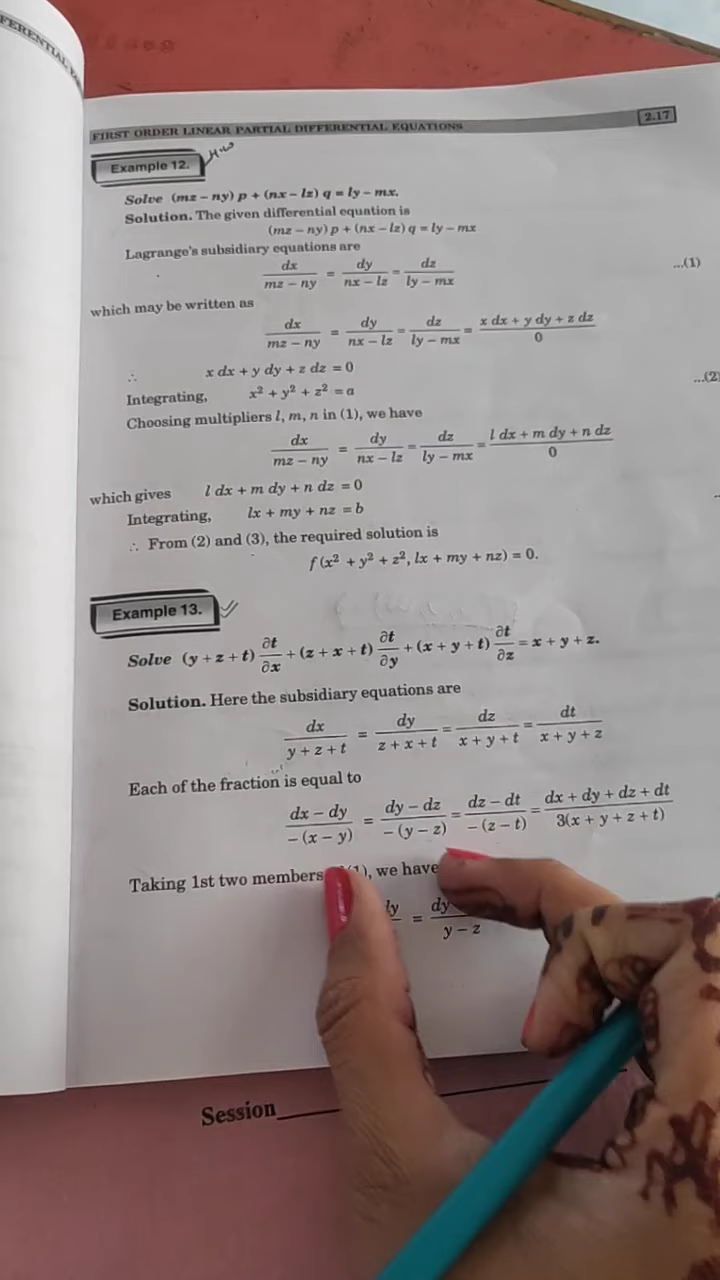 FERENTIAL
FIRST ORDER LINEAR PARTIAL DIFFERENTIAL EQUATIONS 2.17
Example 12. H.W
Solve (mz – ny) p + (nx – lz) q = ly – mx.
Solution. The given differential equation is
(mz – ny) p + (nx – lz) q = ly – mx
Lagrange's subsidiary equations are
dx/(mz – ny) = dy/(nx – lz) = dz/(ly – mx) ...(1)
which may be written as
dx/(mz – ny) = dy/(nx – lz) = dz/(ly – mx) = (x dx + y dy + z dz)/0
∴ x dx + y dy + z dz = 0
Integrating, x² + y² + z² = a ...(2)
Choosing multipliers l, m, n in (1), we have
dx/(mz – ny) = dy/(nx – lz) = dz/(ly – mx) = (l dx + m dy + n dz)/0
which gives l dx + m dy + n dz = 0
Integrating, lx + my + nz = b
∴ From (2) and (3), the required solution is
f (x² + y² + z², lx + my + nz) = 0.
Example 13.
Solve (y + z + t) ∂t/∂x + (z + x + t) ∂t/∂y + (x + y + t) ∂t/∂z = x + y + z.
Solution. Here the subsidiary equations are
dx/(y + z + t) = dy/(z + x + t) = dz/(x + y + t) = dt/(x + y + z)
Each of the fraction is equal to
(dx – dy)/(– (x – y)) = (dy – dz)/(– (y – z)) = (dz – dt)/(– (z – t)) = (dx + dy + dz + dt)/(3(x + y + z + t))
Taking 1st two members (1), we have
dy = dy/(y – z)
Session